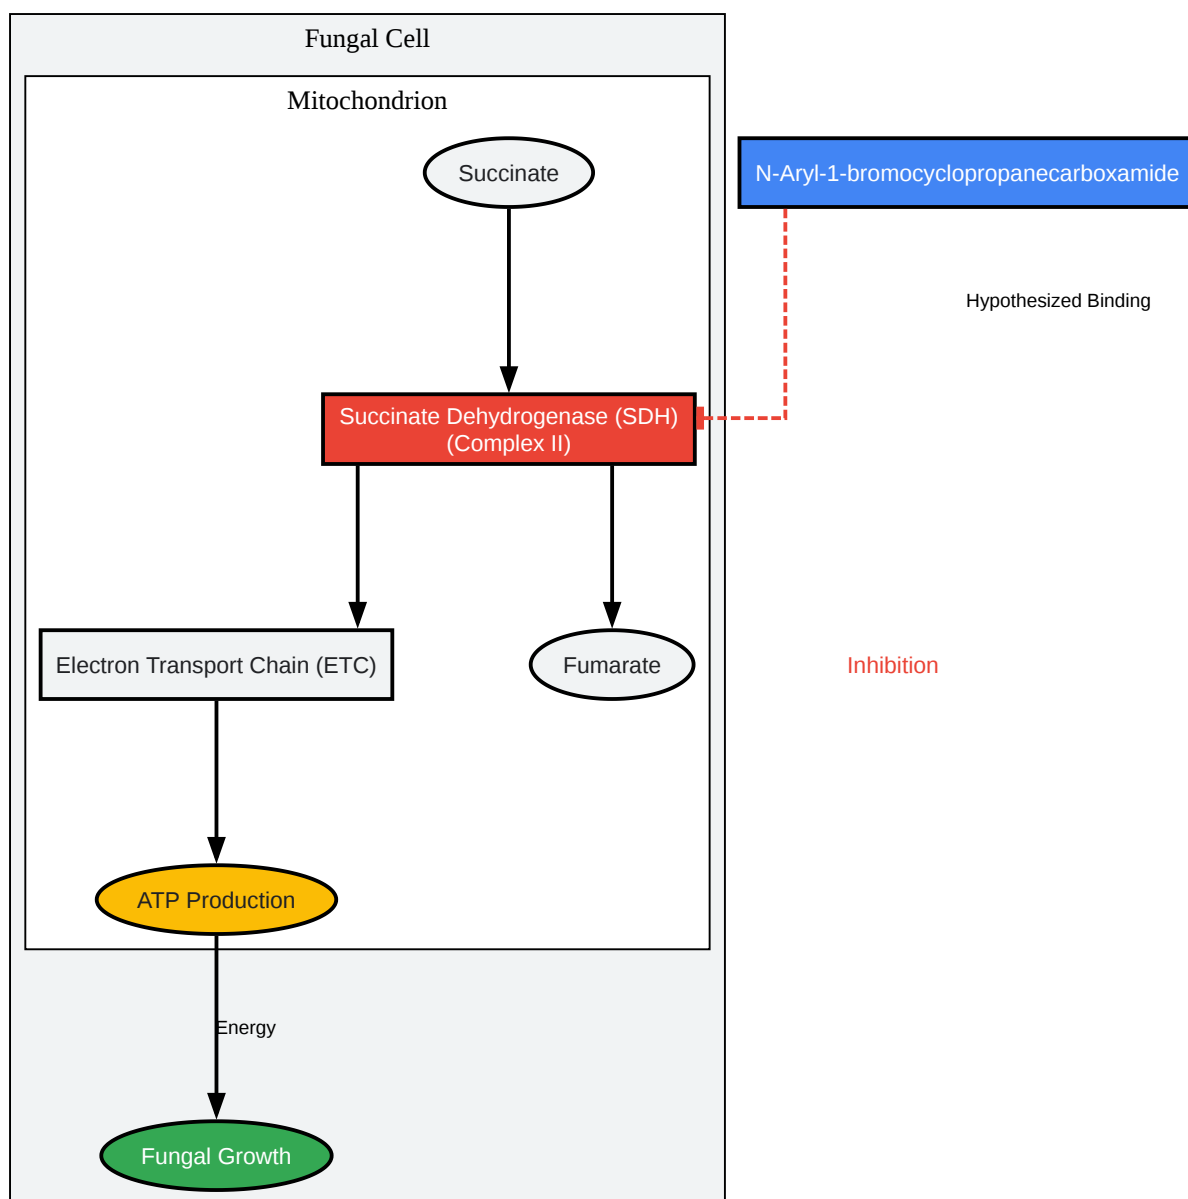 Fungal Cell
Mitochondrion
Succinate
N-Aryl-1-bromocyclopropanecarboxamide
Hypothesized Binding
Succinate Dehydrogenase (SDH)
(Complex II)
Electron Transport Chain (ETC)
Fumarate
Inhibition
ATP Production
Energy
Fungal Growth